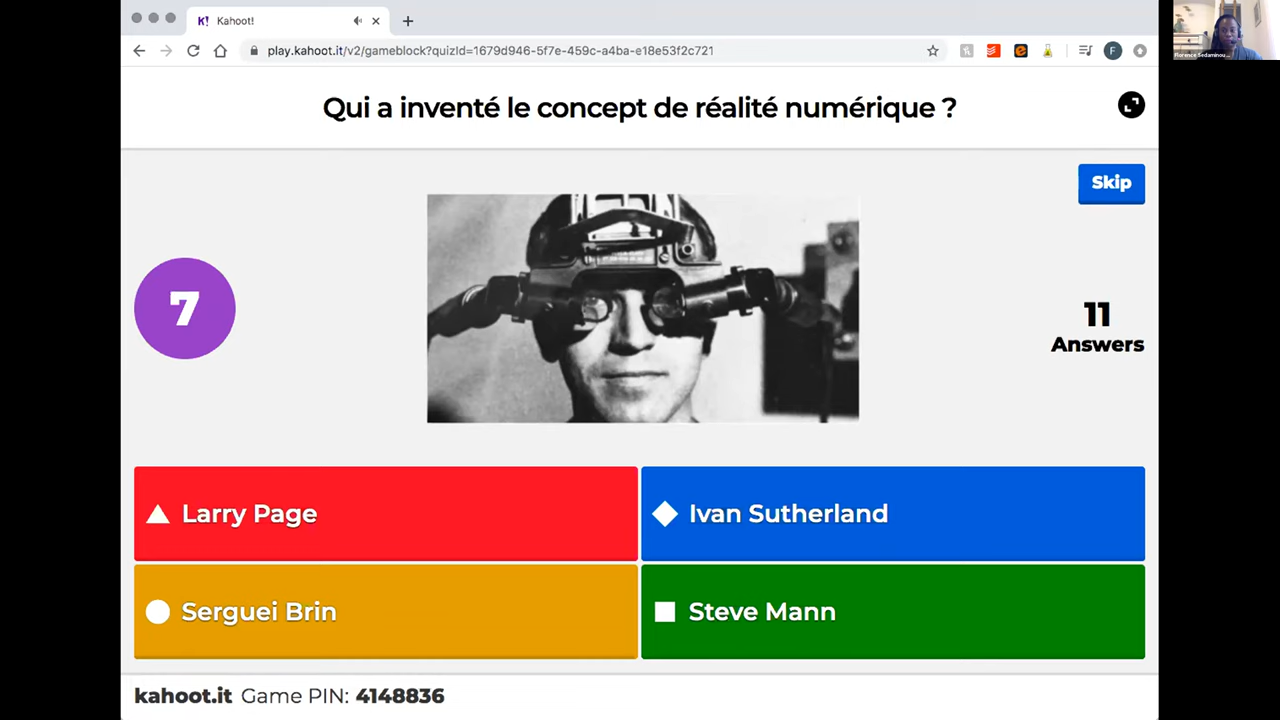 Kahoot!
play.kahoot.it/v2/gameblock?quizId=1679d946-5f7e-459c-a4ba-e18e53f2c721
F
Qui a inventé le concept de réalité numérique ?
Skip
7
11
Answers
Larry Page
Ivan Sutherland
Serguei Brin
Steve Mann
kahoot.it Game PIN: 4148836